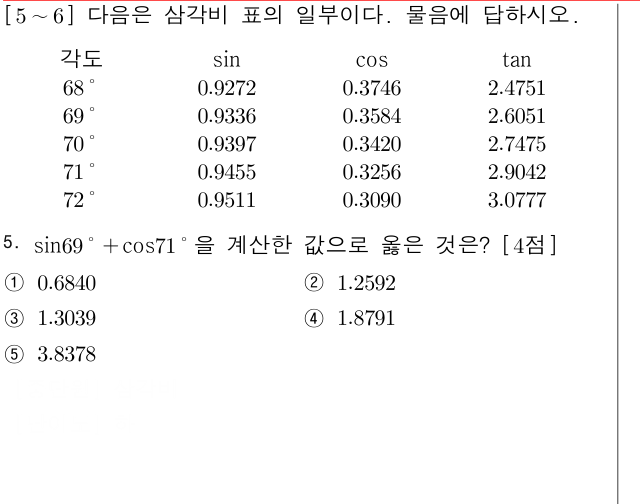 [5~6] 다음은 삼각비 표의 일부이다. 물음에 답하시오.
각도 sin cos tan
68° 0.9272 0.3746 2.4751
69° 0.9336 0.3584 2.6051
70° 0.9397 0.3420 2.7475
71° 0.9455 0.3256 2.9042
72° 0.9511 0.3090 3.0777
5. sin69°+cos71°을 계산한 값으로 옳은 것은? [4점]
① 0.6840 ② 1.2592
③ 1.3039 ④ 1.8791
⑤ 3.8378